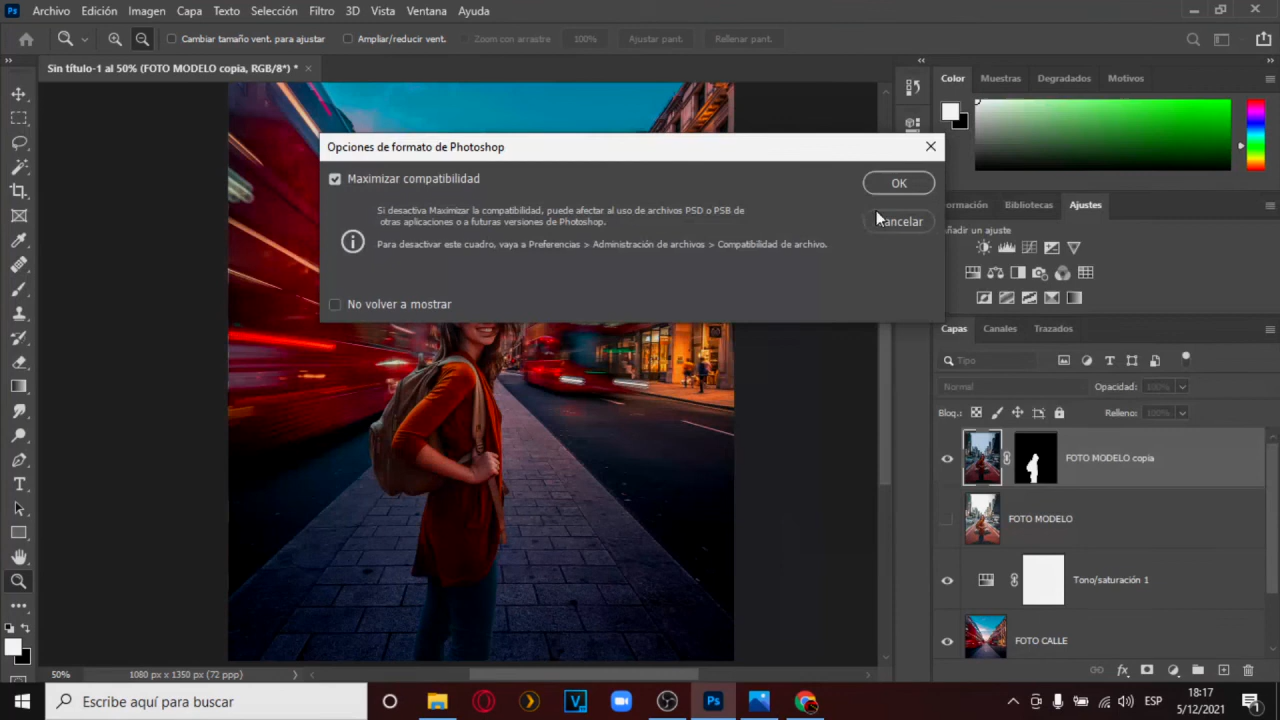 Ps Archivo Edición Imagen Capa Texto Selección Filtro 3D Vista Ventana Ayuda
Cambiar tamaño vent. para ajustar Ampliar/reducir vent. Zoom con arrastre 100% Ajustar pant. Rellenar pant.
Sin título-1 al 50% (FOTO MODELO copia, RGB/8*) *
Color Muestras Degradados Motivos
Opciones de formato de Photoshop
Maximizar compatibilidad
OK
Si desactiva Maximizar la compatibilidad, puede afectar al uso de archivos PSD o PSB de
otras aplicaciones o a futuras versiones de Photoshop.
Cancelar
Para desactivar este cuadro, vaya a Preferencias > Administración de archivos > Compatibilidad de archivo.
No volver a mostrar
formación Bibliotecas Ajustes
ñadir un ajuste
Capas Canales Trazados
Tipo
Normal Opacidad: 100%
Bloq.: Relleno: 100%
FOTO MODELO copia
FOTO MODELO
Tono/saturación 1
FOTO CALLE
50% 1080 px x 1350 px (72 ppp)
Escribe aquí para buscar
Ps
ESP
18:17
5/12/2021
1